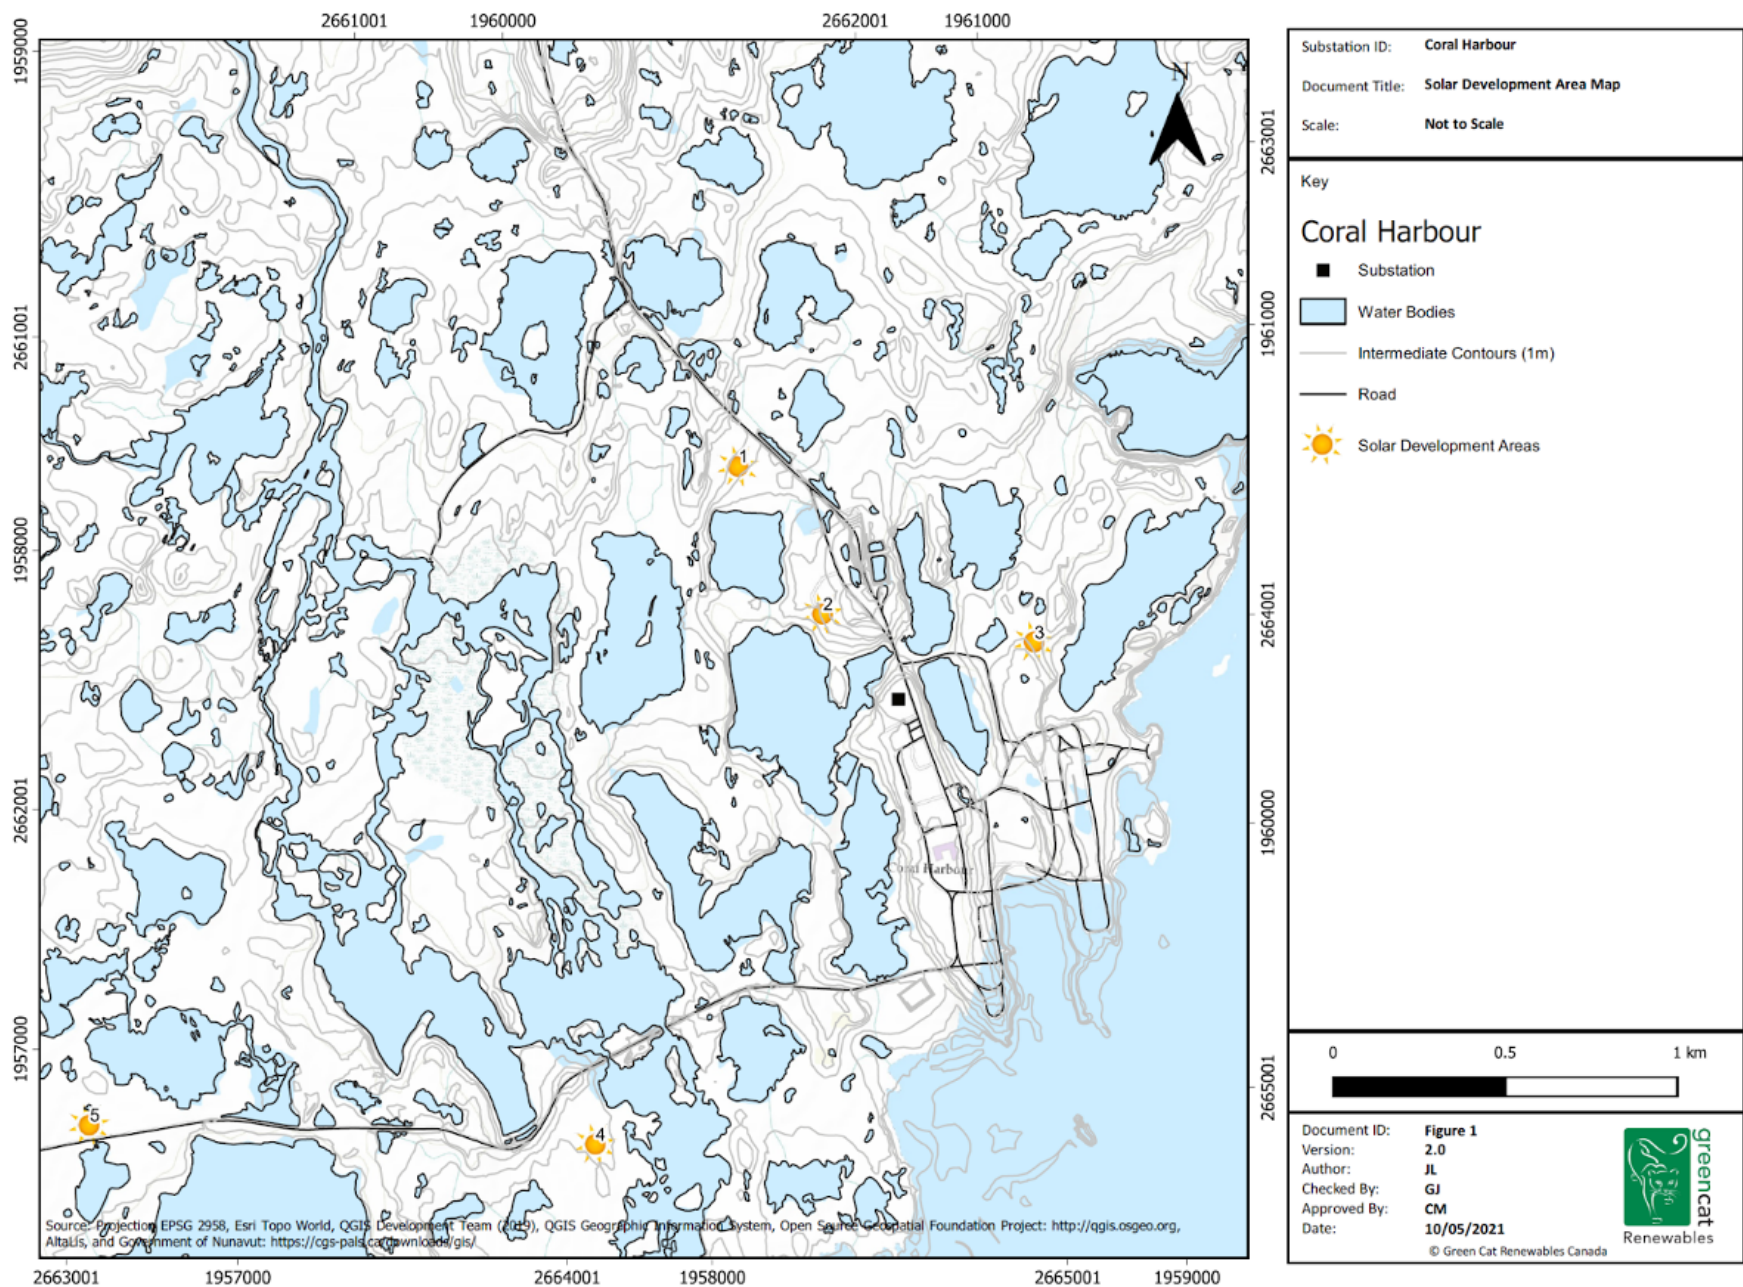 2661001 1960000 2662001 1961000
1959000
2661001
1958000
2662001
1957000
N
2663001
1961000
2664001
1960000
2665001
1
2
3
4
5
Coral Harbour
Source: Projection EPSG 2958, Esri Topo World, QGIS Development Team (2019), QGIS Geographic Information System, Open Source Geospatial Foundation Project: http://qgis.osgeo.org,
AltaLis, and Government of Nunavut: https://cgs-pals.ca/downloads/gis/
2663001 1957000 2664001 1958000 2665001 1959000
Substation ID: Coral Harbour
Document Title: Solar Development Area Map
Scale: Not to Scale
Key
Coral Harbour
Substation
Water Bodies
Intermediate Contours (1m)
Road
Solar Development Areas
0 0.5 1 km
Document ID: Figure 1
Version: 2.0
Author: JL
Checked By: GJ
Approved By: CM
Date: 10/05/2021
greencat
Renewables
© Green Cat Renewables Canada